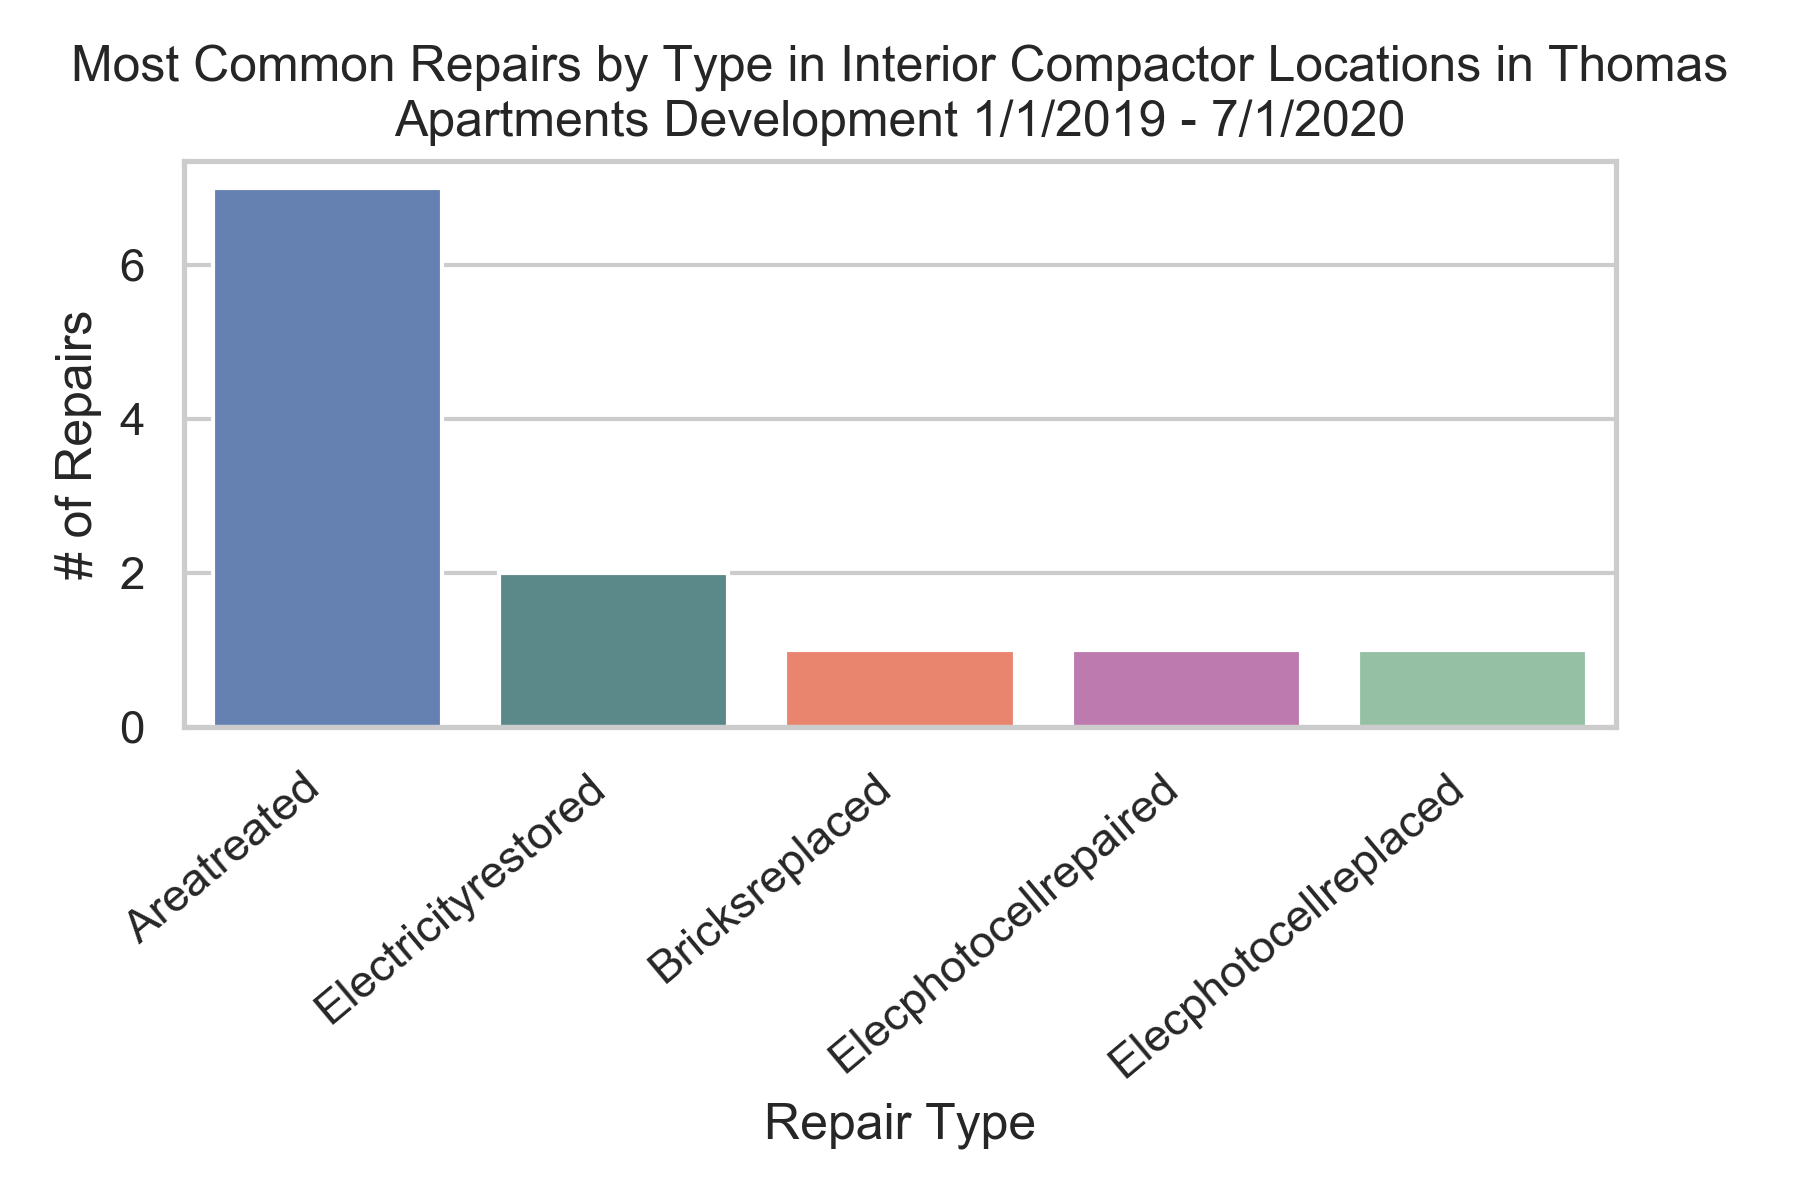 Most Common Repairs by Type in Interior Compactor Locations in Thomas
Apartments Development 1/1/2019 - 7/1/2020
# of Repairs
6
4
2
0
Areatreated
Electricityrestored
Bricksreplaced
Elecphotocellrepaired
Elecphotocellreplaced
Repair Type